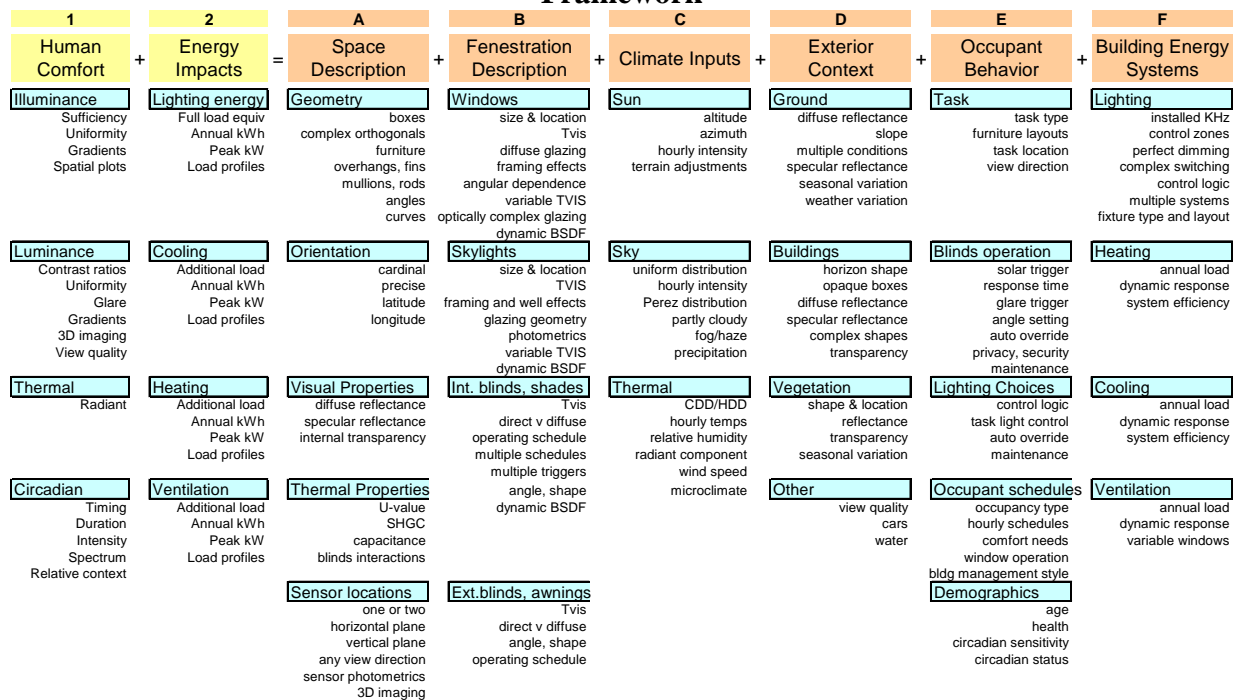 Framework
1 2 A B C D E F
Human Comfort + Energy Impacts = Space Description + Fenestration Description + Climate Inputs + Exterior Context + Occupant Behavior + Building Energy Systems
Illuminance
Sufficiency
Uniformity
Gradients
Spatial plots
Luminance
Contrast ratios
Uniformity
Glare
Gradients
3D imaging
View quality
Thermal
Radiant
Circadian
Timing
Duration
Intensity
Spectrum
Relative context
Lighting energy
Full load equiv
Annual kWh
Peak kW
Load profiles
Cooling
Additional load
Annual kWh
Peak kW
Load profiles
Heating
Additional load
Annual kWh
Peak kW
Load profiles
Ventilation
Additional load
Annual kWh
Peak kW
Load profiles
Geometry
boxes
complex orthogonals
furniture
overhangs, fins
mullions, rods
angles
curves
Orientation
cardinal
precise
latitude
longitude
Visual Properties
diffuse reflectance
specular reflectance
internal transparency
Thermal Properties
U-value
SHGC
capacitance
blinds interactions
Sensor locations
one or two
horizontal plane
vertical plane
any view direction
sensor photometrics
3D imaging
Windows
size & location
Tvis
diffuse glazing
framing effects
angular dependence
variable TVIS
optically complex glazing
dynamic BSDF
Skylights
size & location
TVIS
framing and well effects
glazing geometry
photometrics
variable TVIS
dynamic BSDF
Int. blinds, shades
Tvis
direct v diffuse
operating schedule
multiple schedules
multiple triggers
angle, shape
dynamic BSDF
Ext.blinds, awnings
Tvis
direct v diffuse
angle, shape
operating schedule
Sun
altitude
azimuth
hourly intensity
terrain adjustments
Sky
uniform distribution
hourly intensity
Perez distribution
partly cloudy
fog/haze
precipitation
Thermal
CDD/HDD
hourly temps
relative humidity
radiant component
wind speed
microclimate
Ground
diffuse reflectance
slope
multiple conditions
specular reflectance
seasonal variation
weather variation
Buildings
horizon shape
opaque boxes
diffuse reflectance
specular reflectance
complex shapes
transparency
Vegetation
shape & location
reflectance
transparency
seasonal variation
Other
view quality
cars
water
Task
task type
furniture layouts
task location
view direction
Blinds operation
solar trigger
response time
glare trigger
angle setting
auto override
privacy, security
maintenance
Lighting Choices
control logic
task light control
auto override
maintenance
Occupant schedules
occupancy type
hourly schedules
comfort needs
window operation
bldg management style
Demographics
age
health
circadian sensitivity
circadian status
Lighting
installed KHz
control zones
perfect dimming
complex switching
control logic
multiple systems
fixture type and layout
Heating
annual load
dynamic response
system efficiency
Cooling
annual load
dynamic response
system efficiency
Ventilation
annual load
dynamic response
variable windows